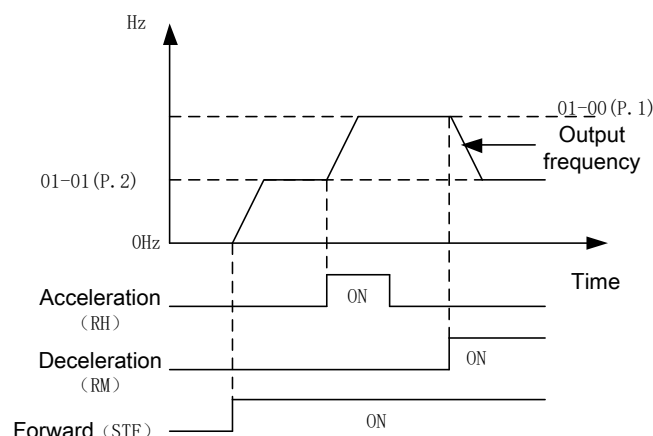 Hz
01-00(P.1)
Output
frequency
01-01(P.2)
0Hz
Time
Acceleration
(RH)
ON
Deceleration
(RM)
ON
Forward (STF)
ON